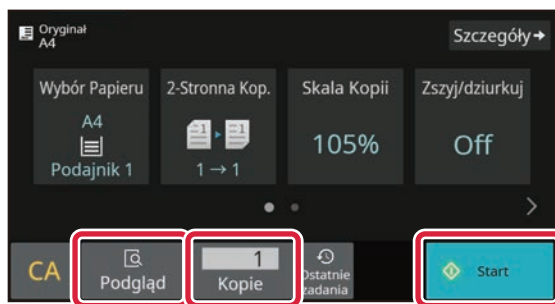 Oryginał
A4
Szczegóły
Wybór Papieru
A4
Podajnik 1
2-Stronna Kop.
1 → 1
Skala Kopii
105%
Zszyj/dziurkuj
Off
CA
Podgląd
1
Kopie
Ostatnie
zadania
Start